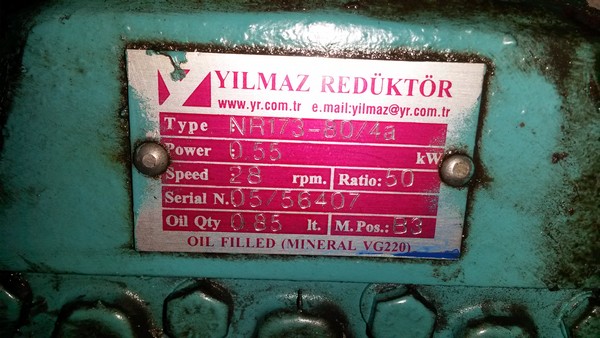 YILMAZ REDÜKTÖR
www.yr.com.tr e.mail:yilmaz@yr.com.tr
Type NR173-80/4a
Power 0.55 kW
Speed 28 rpm. Ratio: 50
Serial N. 05/56407
Oil Qty 0.85 lt. M. Pos.: B3
OIL FILLED (MINERAL VG220)